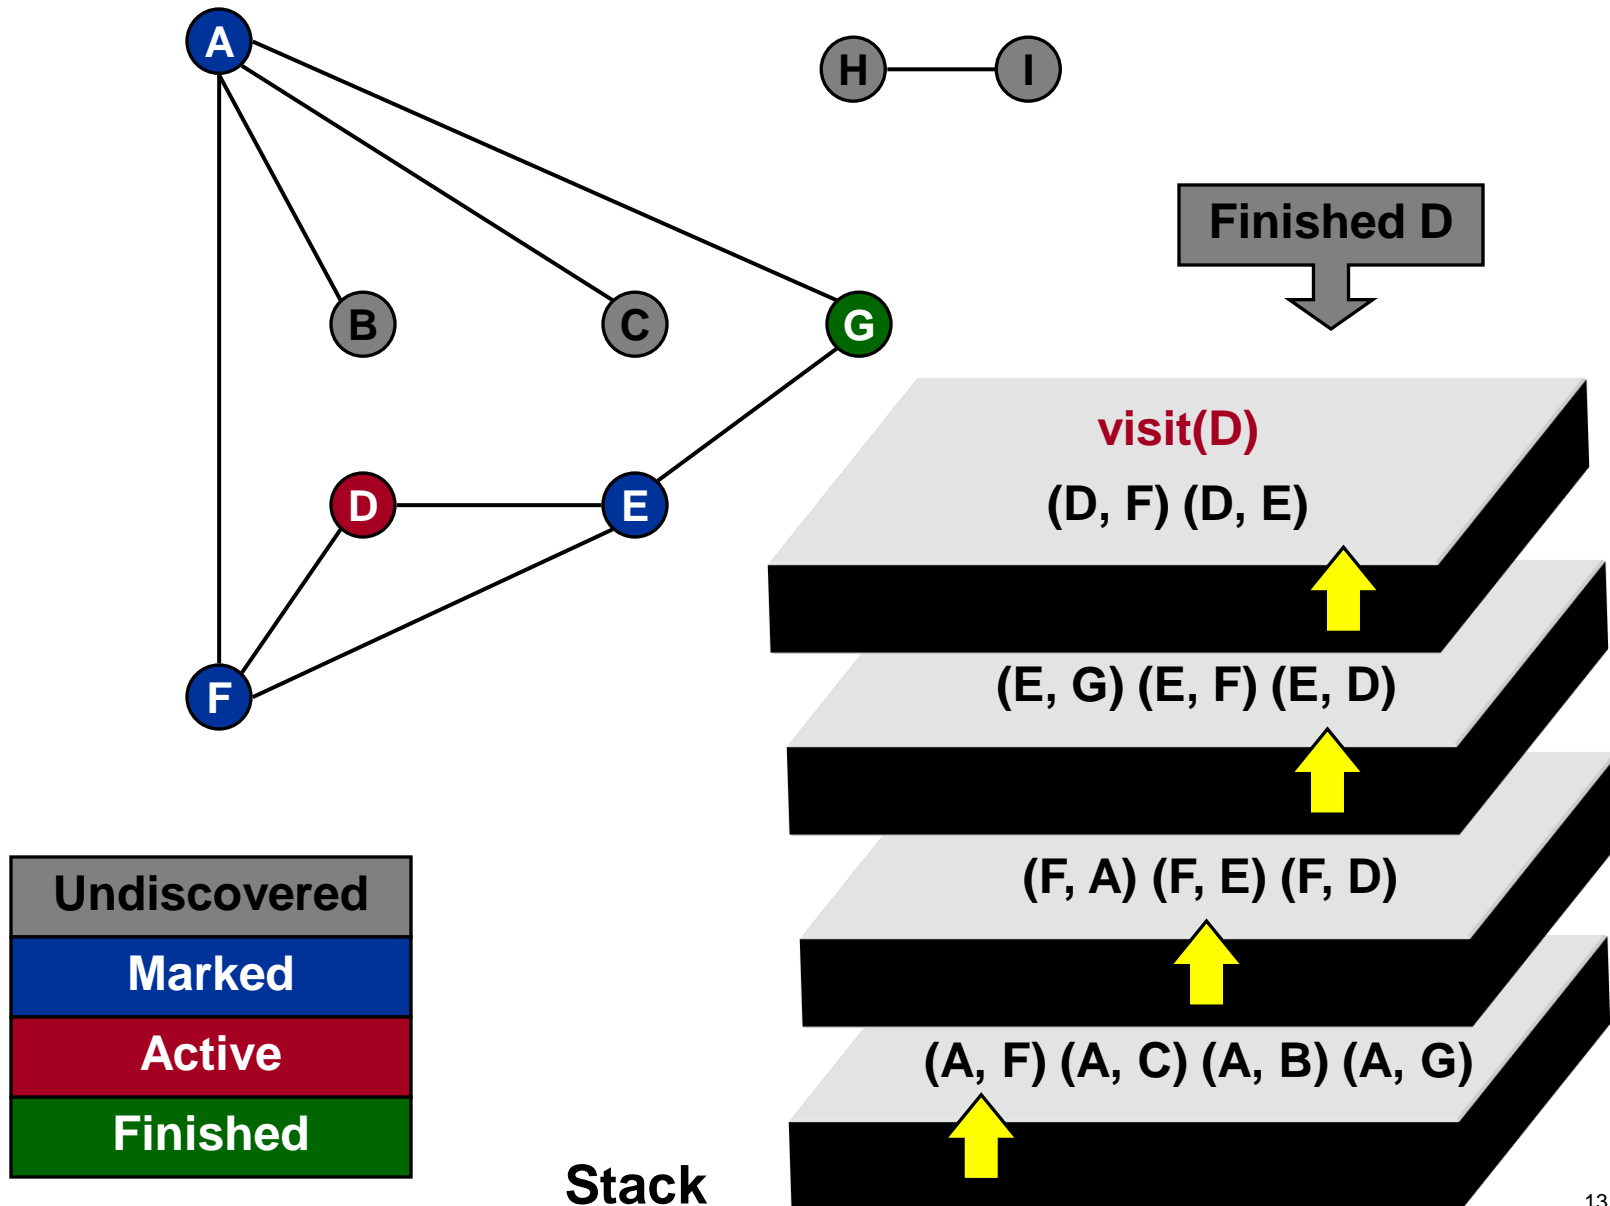 A
H
I
Finished D
B
C
G
visit(D)
D
E
(D, F) (D, E)
F
(E, G) (E, F) (E, D)
Undiscovered
(F, A) (F, E) (F, D)
Marked
Active
(A, F) (A, C) (A, B) (A, G)
Finished
Stack
13